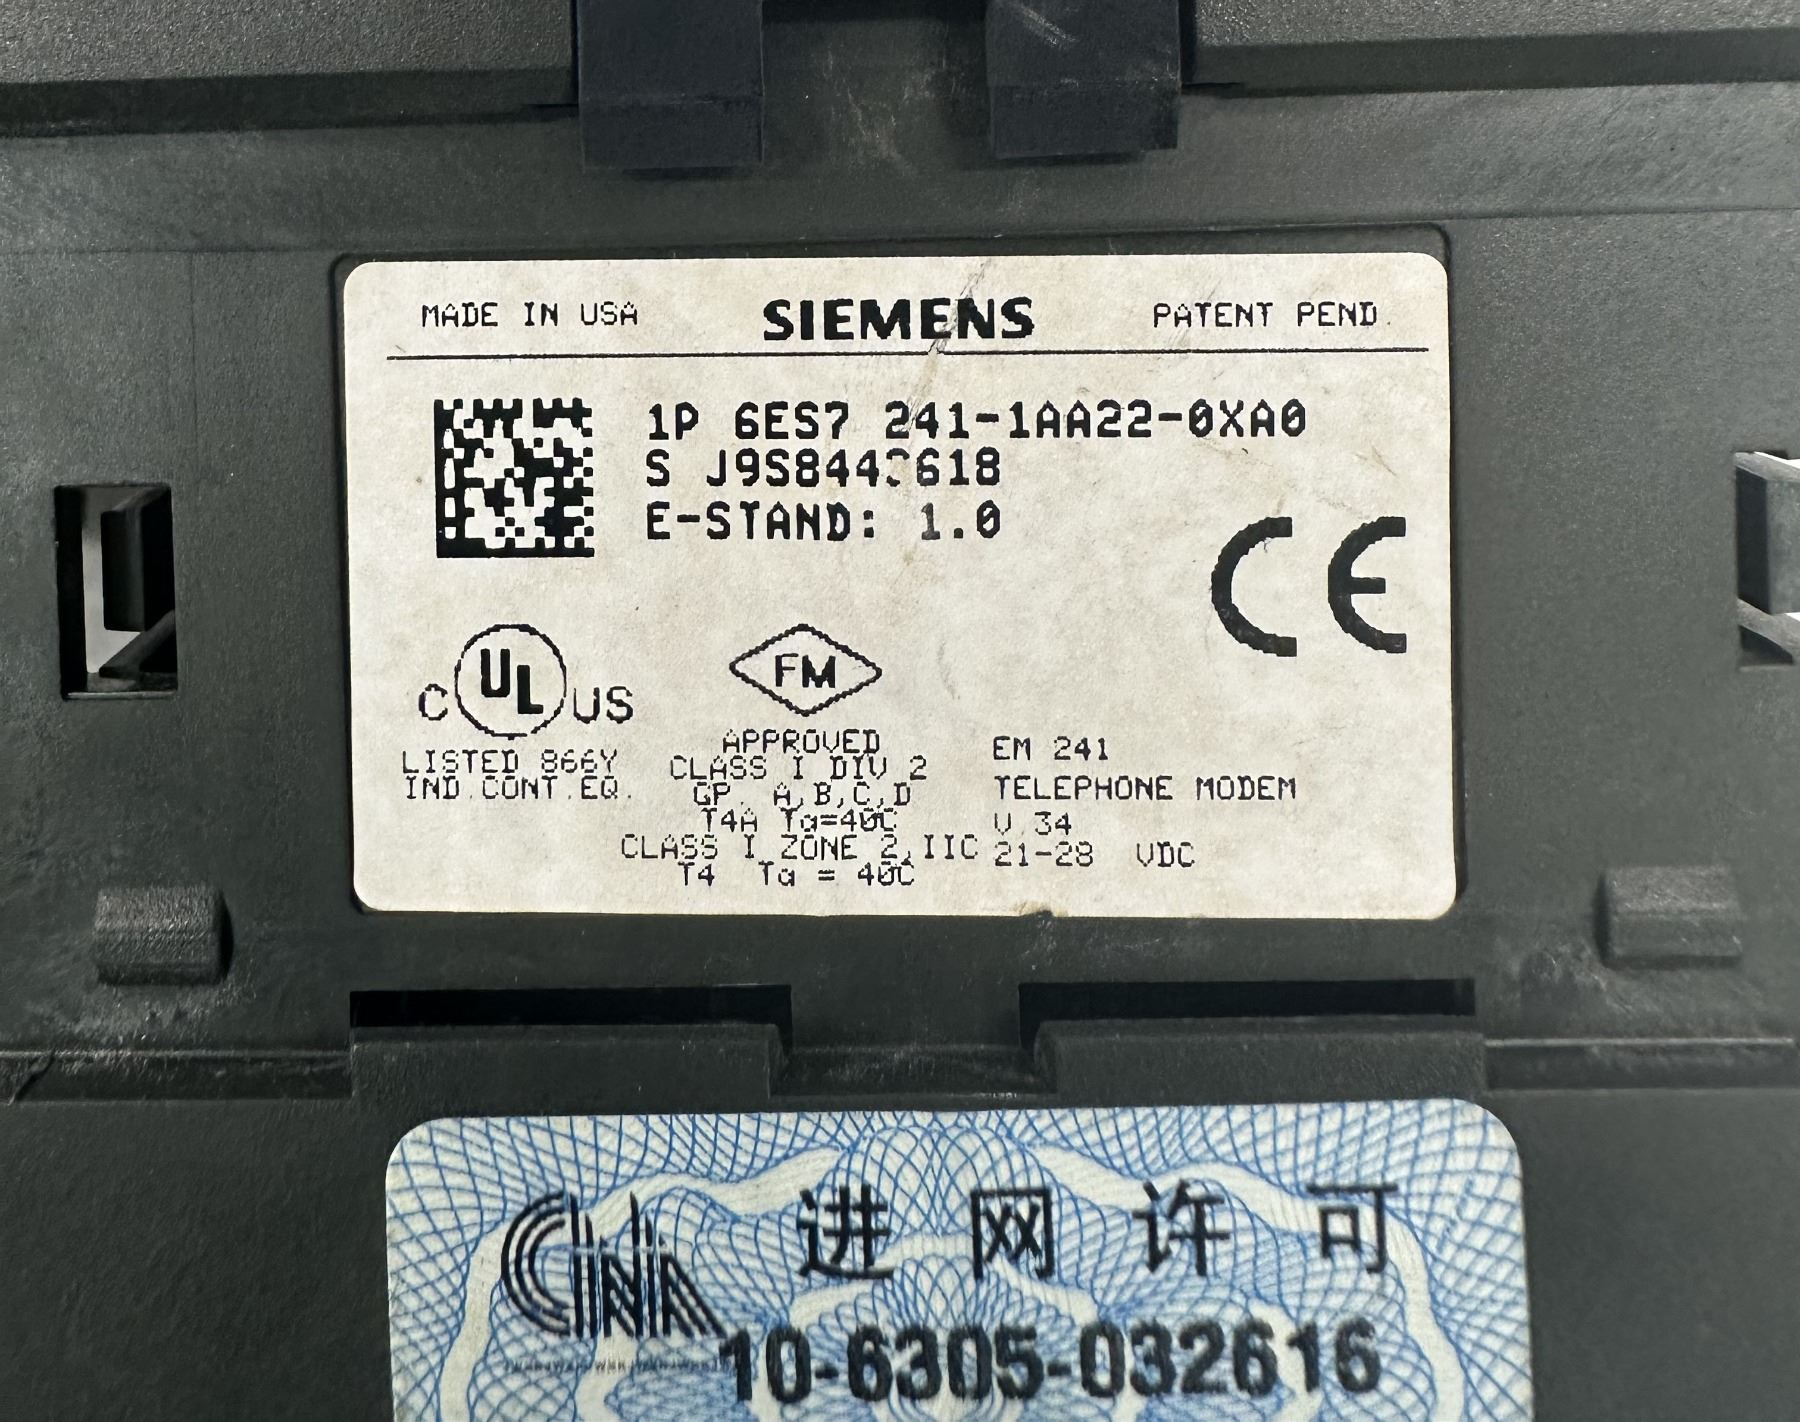 MADE IN USA SIEMENS PATENT PEND.
1P 6ES7 241-1AA22-0XA0
S
E-STAND: 1.0
CE
C UL US
LISTED 866Y
IND.CONT.EQ.
FM
APPROVED
CLASS I DIV 2
GP. A,B,C,D
T4A Ta=40C
CLASS I ZONE 2,IIC
T4 Ta = 40C
EM 241
TELEPHONE MODEM
V.34
21-28 VDC
进网许可
10-6305-032616